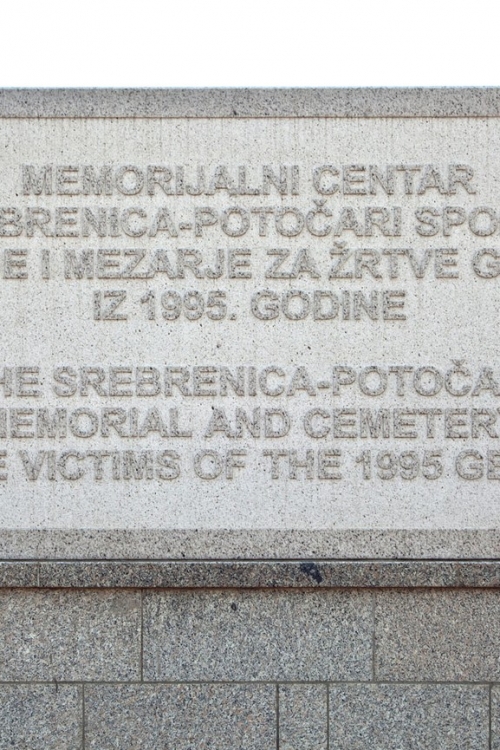 MEMORIJALNI CENTAR
BRENICA-POTOČARI SPO
E I MEZARJE ZA ŽRTVE G
IZ 1995. GODINE
HE SREBRENICA-POTOČA
MEMORIAL AND CEMETER
E VICTIMS OF THE 1995 GE